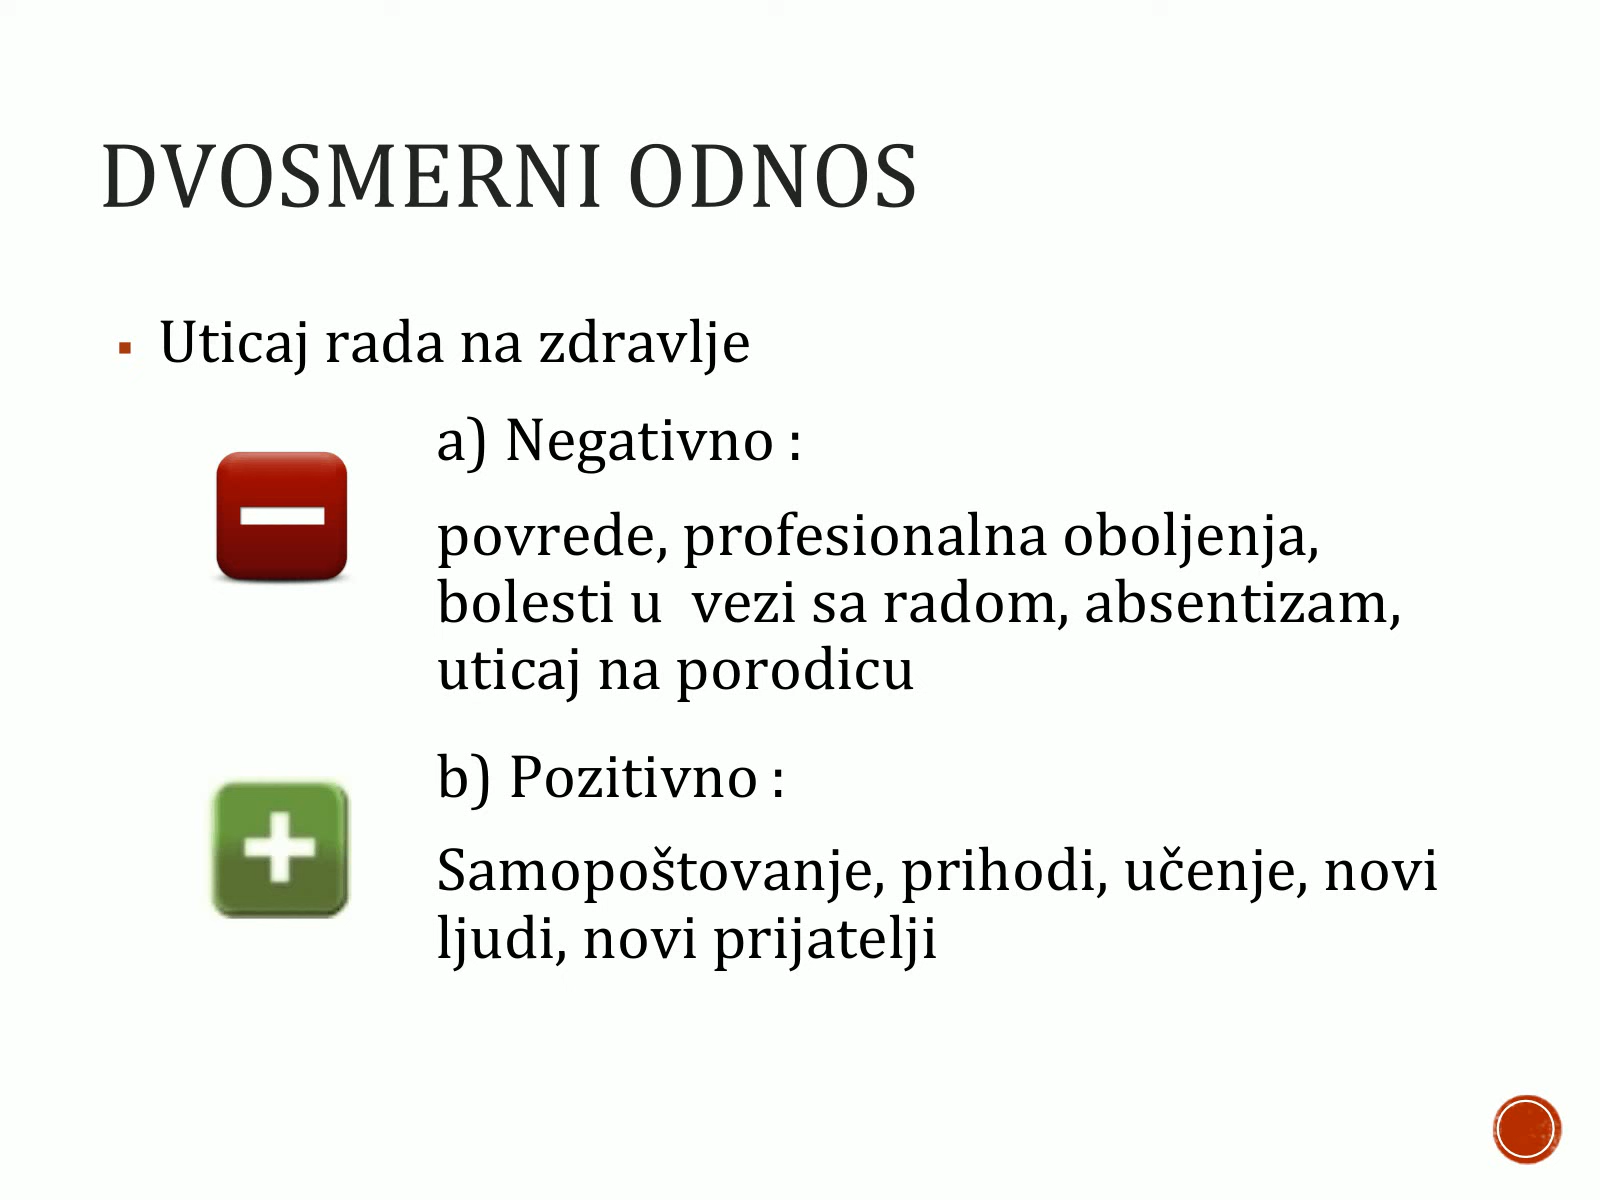 DVOSMERNI ODNOS
▪ Uticaj rada na zdravlje
a) Negativno :
povrede, profesionalna oboljenja,
bolesti u  vezi sa radom, absentizam,
uticaj na porodicu
b) Pozitivno :
Samopoštovanje, prihodi, učenje, novi
ljudi, novi prijatelji